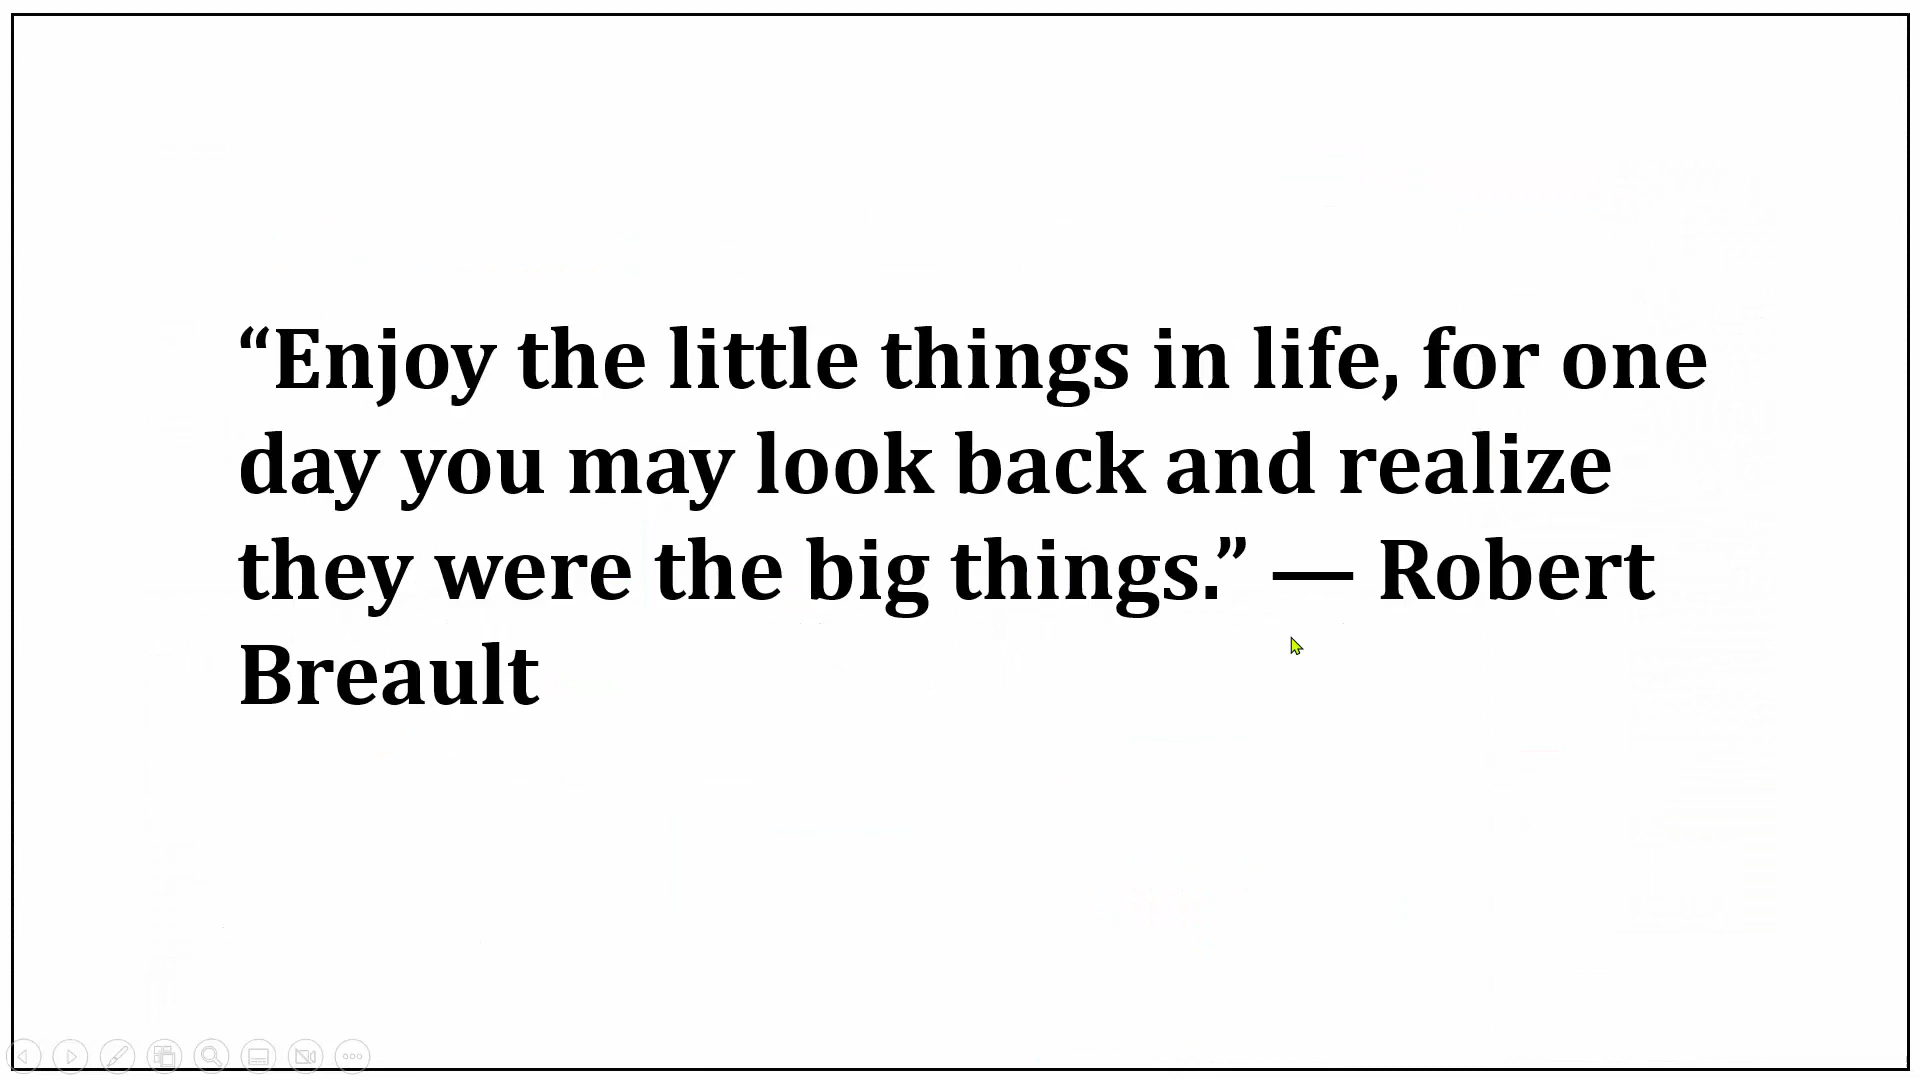 “Enjoy the little things in life, for one
day you may look back and realize
they were the big things.” — Robert
Breault